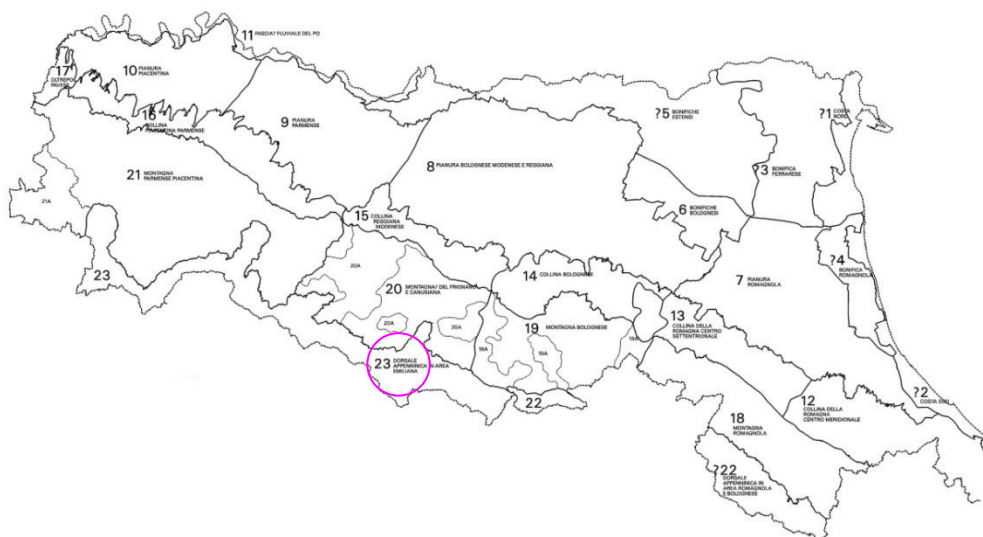 11 FASCIA? FLUVIALE DEL PO
17 OLTREPO
PAVESE
10 PIANURA
PIACENTINA
16 COLLINA
PIACENTINA PARMENSE
9 PIANURA
PARMENSE
?5 BONIFICHE
ESTENSI
?1 COSTA
NORD
8 PIANURA BOLOGNESE MODENESE E REGGIANA
?3 BONIFICA
FERRARESE
21 MONTAGNA
PARMENSE PIACENTINA
21A
15 COLLINA
REGGIANA
MODENESE
6 BONIFICHE
BOLOGNESI
?4
BONIFICA
ROMAGNOLA
23
20A
14 COLLINA BOLOGNESE
7 PIANURA
ROMAGNOLA
20 MONTAGNA? DEL FRIGNANO
E CANUSIANA
20A
20A
19 MONTAGNA BOLOGNESE
13
COLLINA DELLA
ROMAGNA CENTRO
SETTENTRIONALE
19A
19A
19A
23 DORSALE
APPENNINICA IN AREA
EMILIANA
22
12
COLLINA DELLA
ROMAGNA
CENTRO MERIDIONALE
?2
COSTA SUD
18
MONTAGNA
ROMAGNOLA
?22
DORSALE
APPENNINICA IN
AREA ROMAGNOLA
E BOLOGNESE